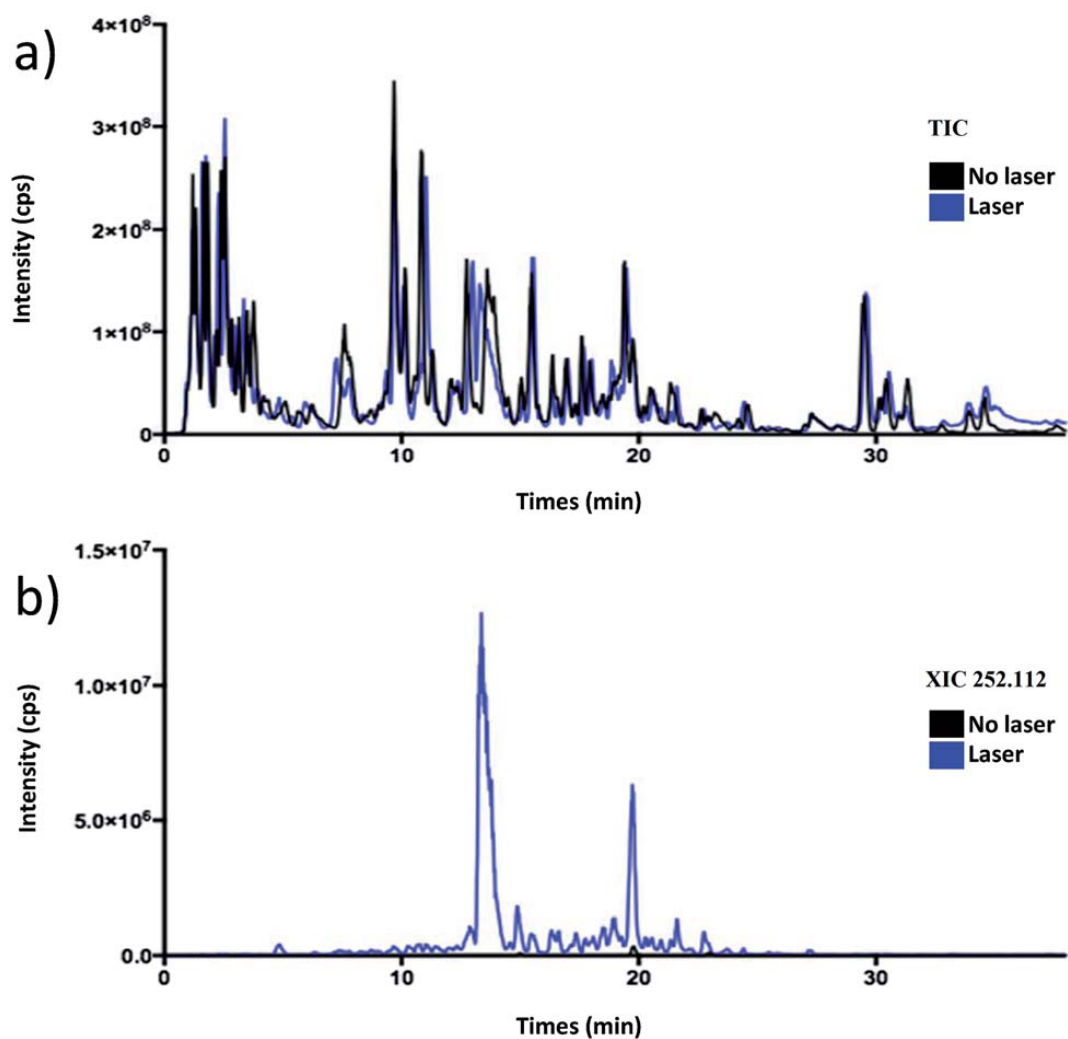 a)
4×10⁸
3×10⁸
2×10⁸
1×10⁸
0
Intensity (cps)
TIC
No laser
Laser
0 10 20 30
Times (min)
b)
1.5×10⁷
1.0×10⁷
5.0×10⁶
0.0
Intensity (cps)
XIC 252.112
No laser
Laser
0 10 20 30
Times (min)